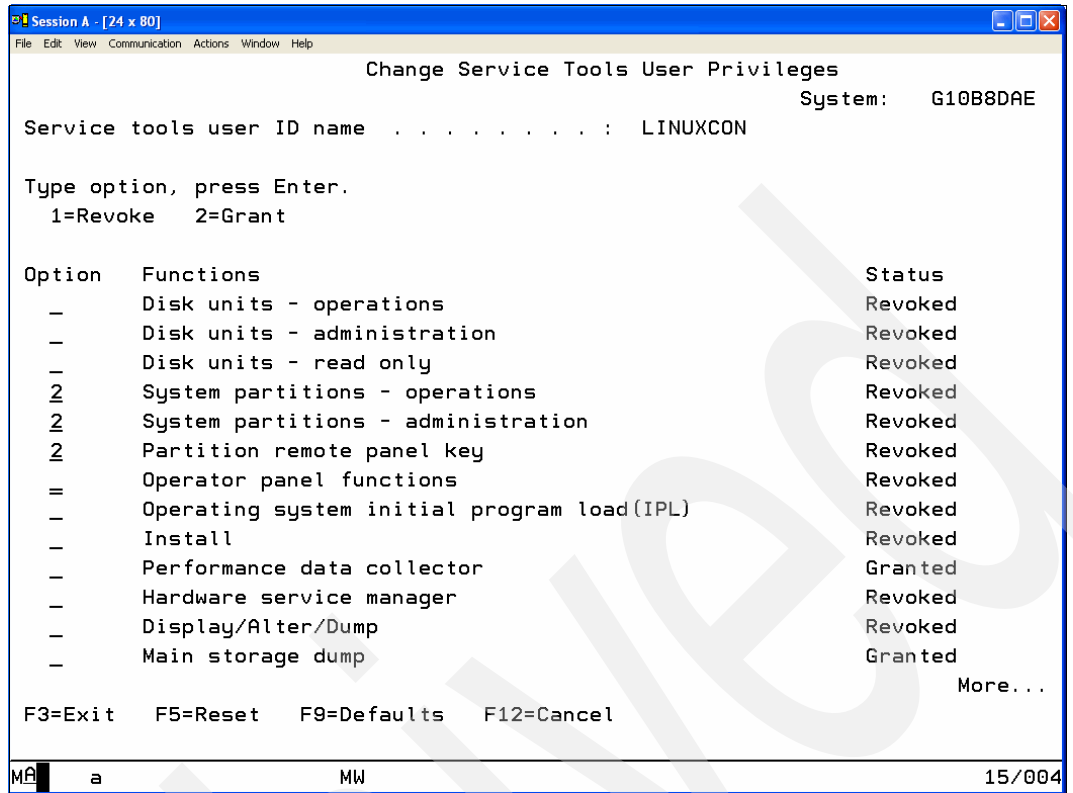 Session A - [24 x 80]
File Edit View Communication Actions Window Help
Change Service Tools User Privileges
System: G10B8DAE
Service tools user ID name . . . . . . . . : LINUXCON
Type option, press Enter.
1=Revoke 2=Grant
Option Functions Status
_ Disk units - operations Revoked
_ Disk units - administration Revoked
_ Disk units - read only Revoked
2 System partitions - operations Revoked
2 System partitions - administration Revoked
2 Partition remote panel key Revoked
_ Operator panel functions Revoked
_ Operating system initial program load(IPL) Revoked
_ Install Revoked
_ Performance data collector Granted
_ Hardware service manager Revoked
_ Display/Alter/Dump Revoked
_ Main storage dump Granted
More...
F3=Exit F5=Reset F9=Defaults F12=Cancel
MA a MW 15/004